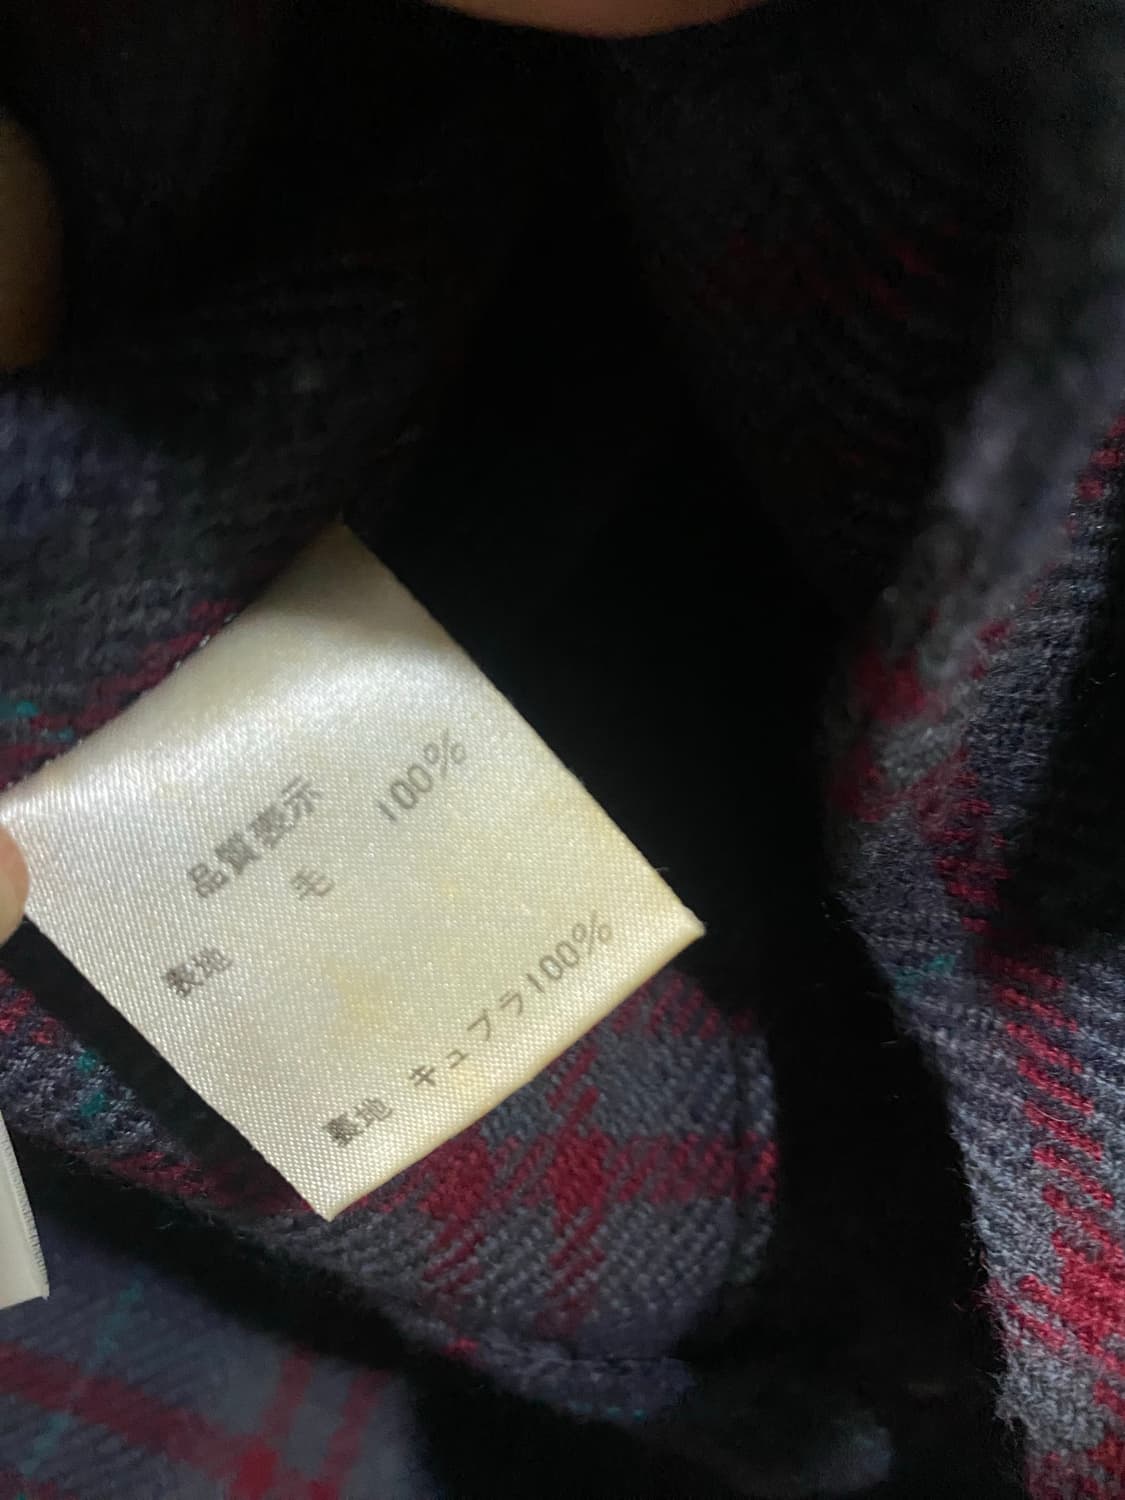 品質表示
表地 毛 100%
裏地 キュプラ100%